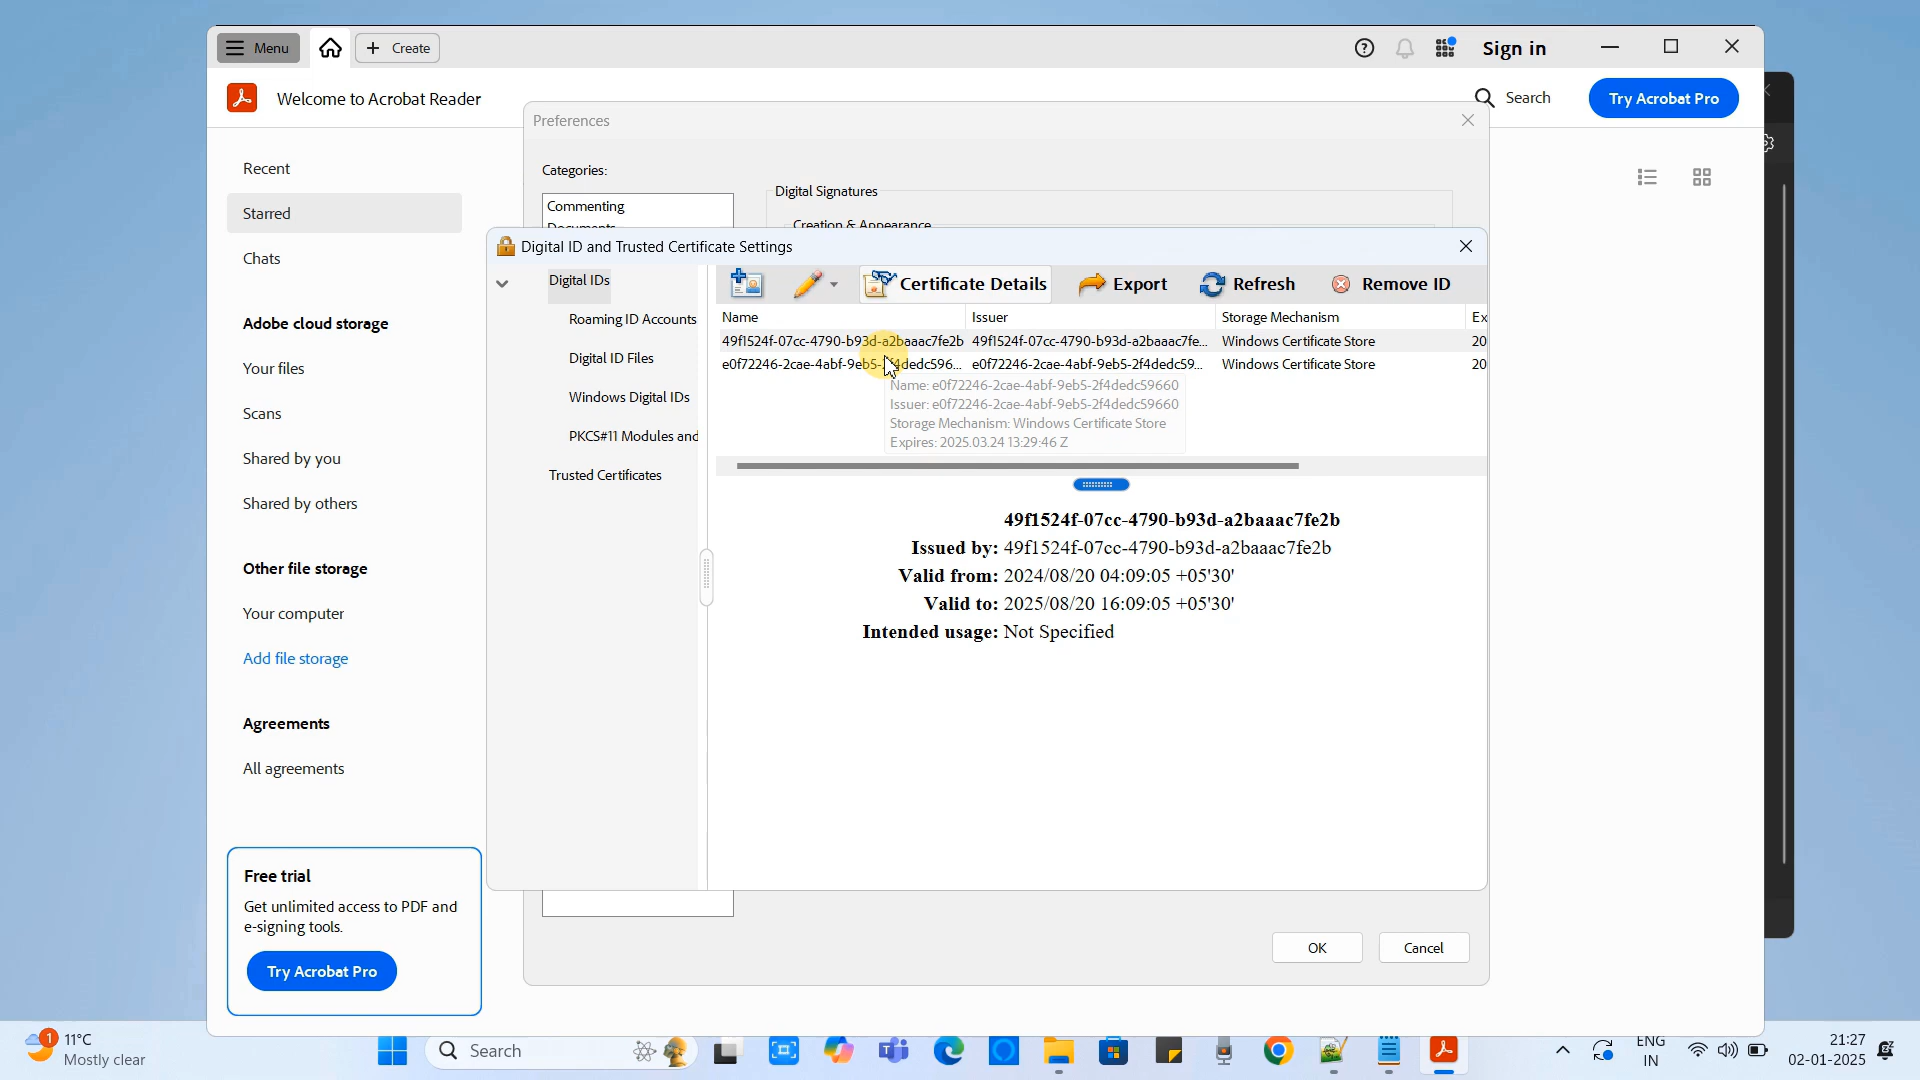 Menu
Create
Sign in
Welcome to Acrobat Reader
Search
Try Acrobat Pro
Preferences
Recent
Categories:
Digital Signatures
Starred
Commenting
Documents
Creation & Appearance
Digital ID and Trusted Certificate Settings
Chats
Digital IDs
Certificate Details
Export
Refresh
Remove ID
Name
Issuer
Storage Mechanism
Ex
Roaming ID Accounts
49f1524f-07cc-4790-b93d-a2baaac7fe2b
49f1524f-07cc-4790-b93d-a2baaac7fe...
Windows Certificate Store
20
Digital ID Files
e0f72246-2cae-4abf-9eb5-2f4dedc596...
e0f72246-2cae-4abf-9eb5-2f4dedc59...
Windows Certificate Store
20
Name: e0f72246-2cae-4abf-9eb5-2f4dedc59660
Issuer: e0f72246-2cae-4abf-9eb5-2f4dedc59660
Storage Mechanism: Windows Certificate Store
Expires: 2025.03.24 13:29:46 Z
Windows Digital IDs
PKCS#11 Modules and
Trusted Certificates
Adobe cloud storage
Your files
Scans
Shared by you
Shared by others
49f1524f-07cc-4790-b93d-a2baaac7fe2b
Issued by: 49f1524f-07cc-4790-b93d-a2baaac7fe2b
Valid from: 2024/08/20 04:09:05 +05'30'
Valid to: 2025/08/20 16:09:05 +05'30'
Intended usage: Not Specified
Other file storage
Your computer
Add file storage
Agreements
All agreements
Free trial
Get unlimited access to PDF and
e-signing tools.
Try Acrobat Pro
OK
Cancel
1
11°C
Mostly clear
Search
ENG
IN
21:27
02-01-2025